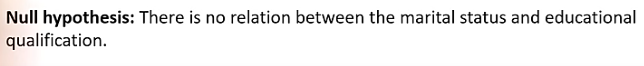 Null hypothesis: There is no relation between the marital status and educational
qualification.